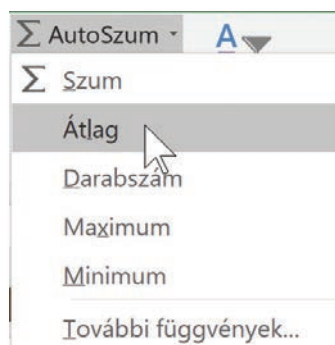 ∑ AutoSzum A
∑ Szum
Átlag
Darabszám
Maximum
Minimum
További függvények...